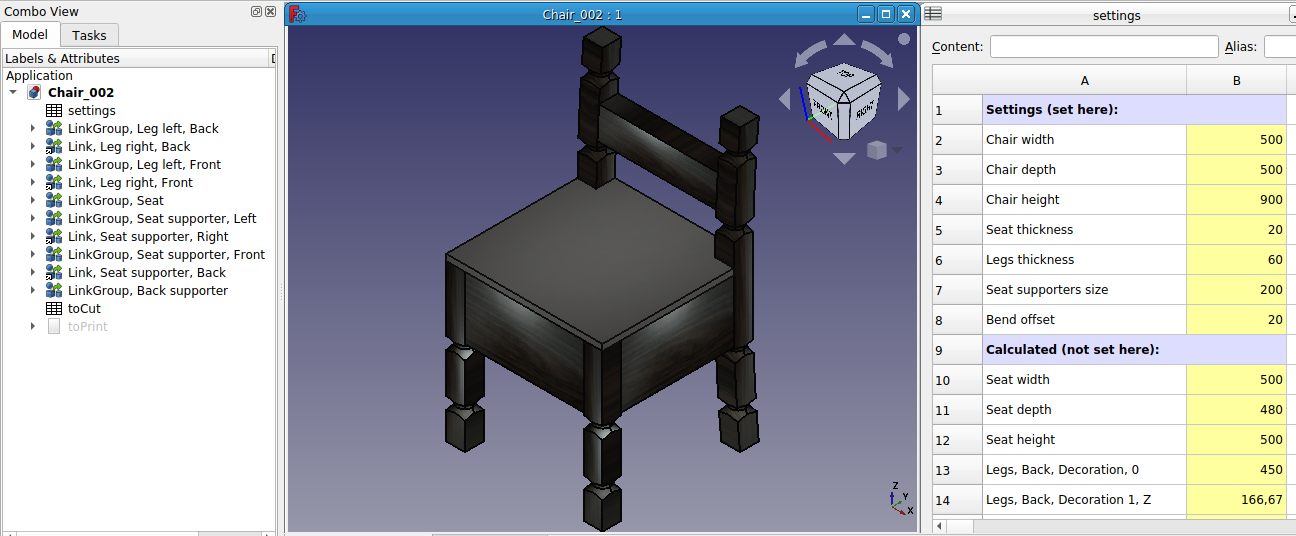 Combo View
Model
Tasks
Labels & Attributes
Application
Chair_002
settings
LinkGroup, Leg left, Back
Link, Leg right, Back
LinkGroup, Leg left, Front
Link, Leg right, Front
LinkGroup, Seat
LinkGroup, Seat supporter, Left
Link, Seat supporter, Right
LinkGroup, Seat supporter, Front
Link, Seat supporter, Back
LinkGroup, Back supporter
toCut
toPrint
Chair_002 : 1
TOP
FRONT
RIGHT
Z
Y
X
settings
Content:
Alias:
A
B
1 Settings (set here):
2 Chair width 500
3 Chair depth 500
4 Chair height 900
5 Seat thickness 20
6 Legs thickness 60
7 Seat supporters size 200
8 Bend offset 20
9 Calculated (not set here):
10 Seat width 500
11 Seat depth 480
12 Seat height 500
13 Legs, Back, Decoration, 0 450
14 Legs, Back, Decoration 1, Z 166,67